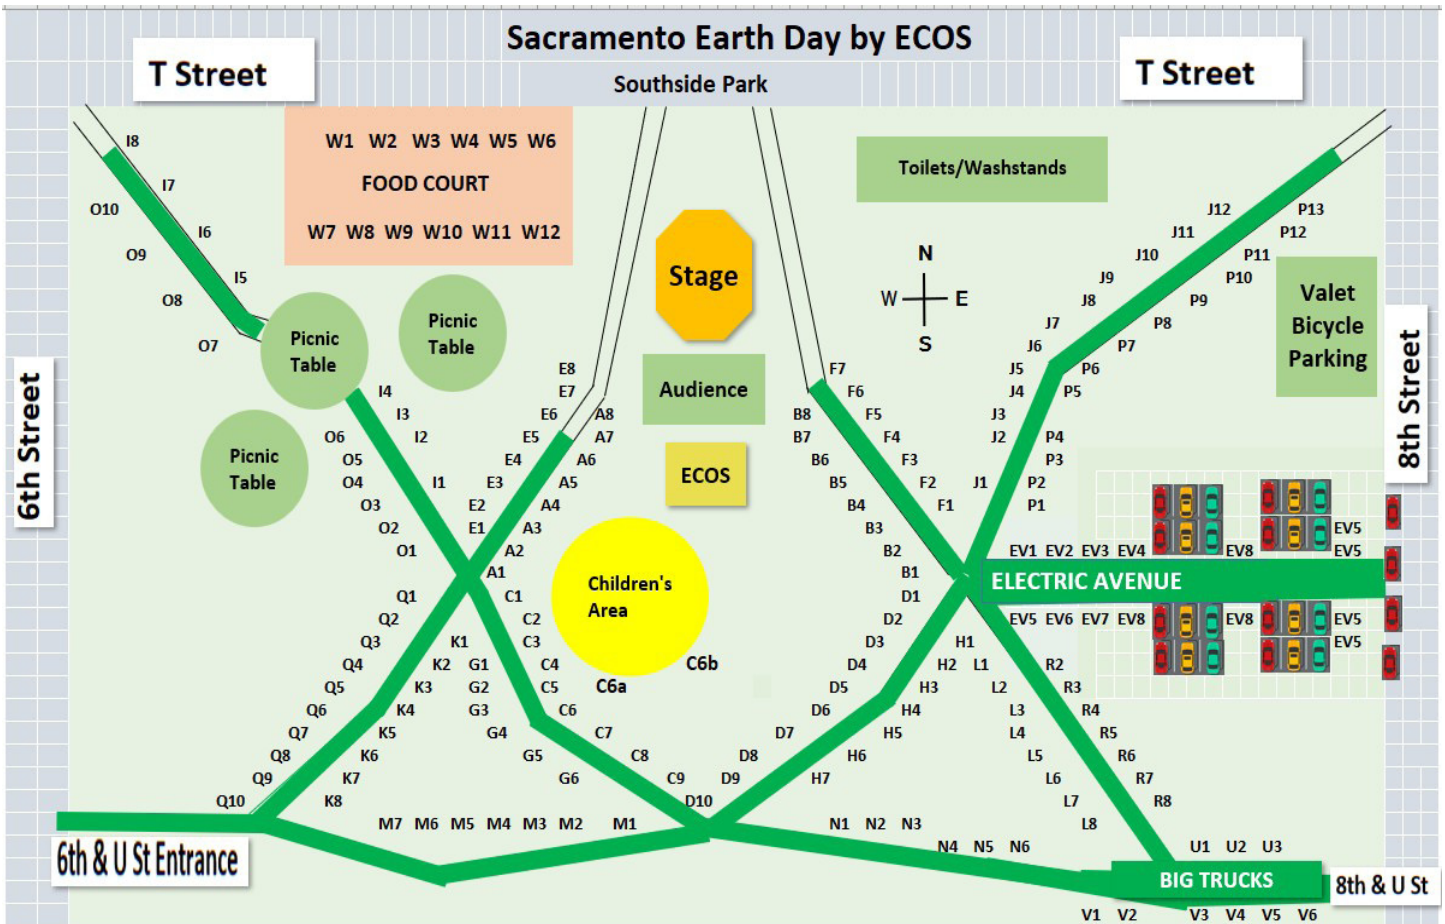 Sacramento Earth Day by ECOS
T Street
T Street
Southside Park
I8
W1 W2 W3 W4 W5 W6
Toilets/Washstands
FOOD COURT
I7
O10
J12 P13
W7 W8 W9 W10 W11 W12
I6
J11 P12
O9
J10 P11
N
W E
S
Stage
I5
J9 P10
O8
J8 P9
Valet
Bicycle
Parking
Picnic
Table
Picnic
Table
J7 P8
O7
J6 P7
6th Street
8th Street
E8
F7
J5 P6
I4
E7
Audience
F6
J4 P5
I3
E6 A8
B8 F5
J3
O6 I2
E5 A7
B7 F4
J2 P4
Picnic
Table
O5
E4 A6
B6 F3
P3
O4 I1
E3 A5
ECOS
B5 F2
J1 P2
O3
E2 A4
B4 F1
P1
O2
E1 A3
B3
EV5
O1
A2
B2
EV1 EV2 EV3 EV4 EV8 EV5
A1
Children's
Area
B1
ELECTRIC AVENUE
Q1 C1
D1
Q2 C2
D2
EV5 EV6 EV7 EV8 EV8 EV5
Q3 K1 C3
D3 H1
EV5
Q4 K2 G1 C4
C6b
D4 H2 L1 R2
Q5 K3 G2 C5
C6a
D5 H3 L2 R3
Q6 K4 G3 C6
D6 H4 L3 R4
Q7 K5 G4 C7
D7 H5 L4 R5
Q8 K6 G5 C8
D8 H6 L5 R6
Q9 K7 G6 C9
D9 H7 L6 R7
Q10 K8
D10
L7 R8
M7 M6 M5 M4 M3 M2 M1
N1 N2 N3
L8
N4 N5 N6
U1 U2 U3
6th & U St Entrance
BIG TRUCKS
8th & U St
V1 V2 V3 V4 V5 V6